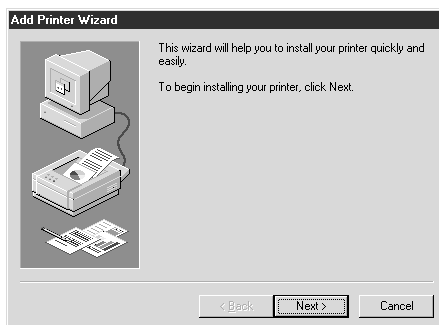 Add Printer Wizard
This wizard will help you to install your printer quickly and
easily.
To begin installing your printer, click Next.
< Back
Next >
Cancel